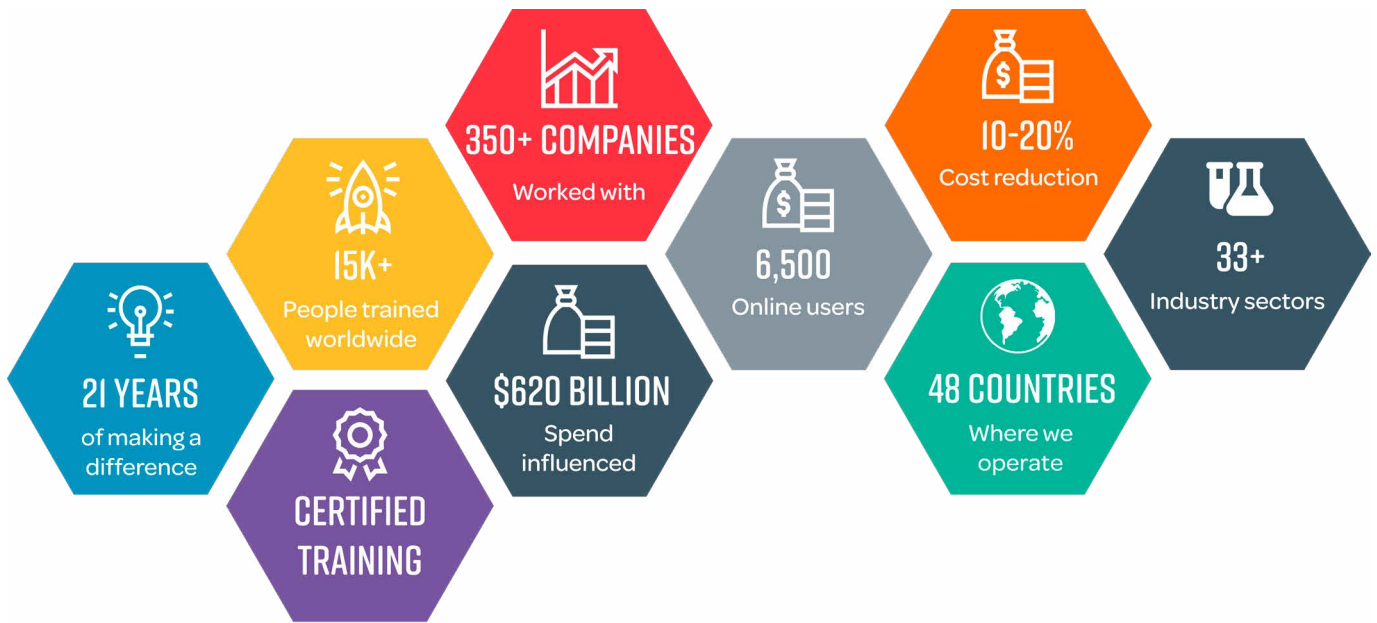 350+ COMPANIES
Worked with
10-20%
Cost reduction
15K+
People trained
worldwide
6,500
Online users
33+
Industry sectors
21 YEARS
of making a
difference
$620 BILLION
Spend
influenced
48 COUNTRIES
Where we
operate
CERTIFIED
TRAINING